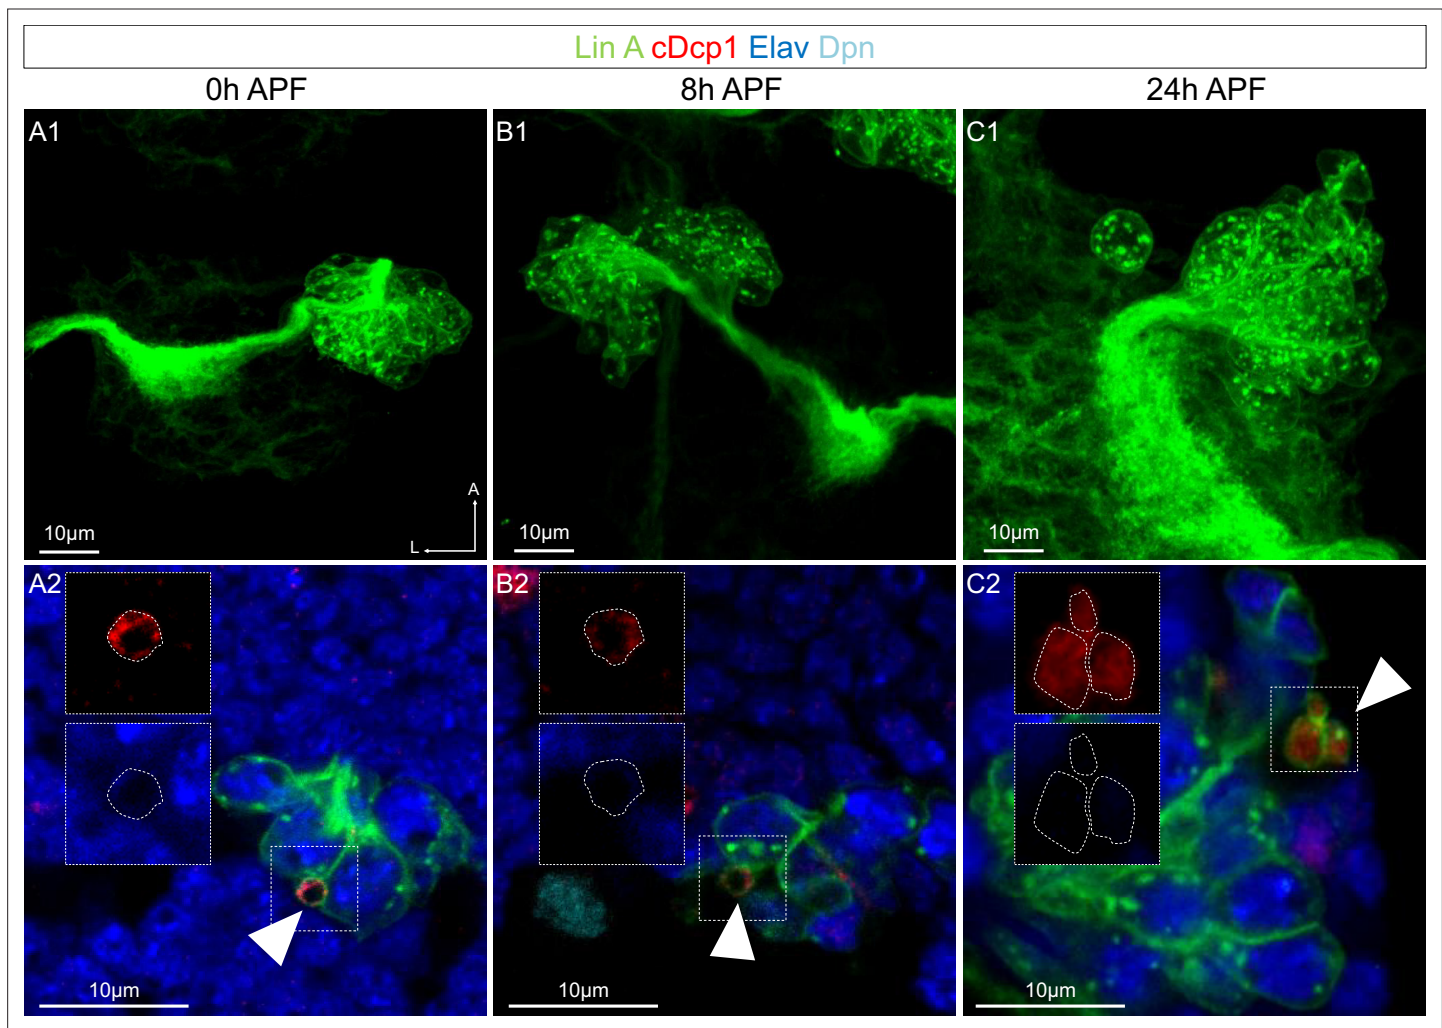 Lin A cDcp1 Elav Dpn
0h APF 8h APF 24h APF
A1 B1 C1
A
L
10µm 10µm 10µm
A2 B2 C2
10µm 10µm 10µm